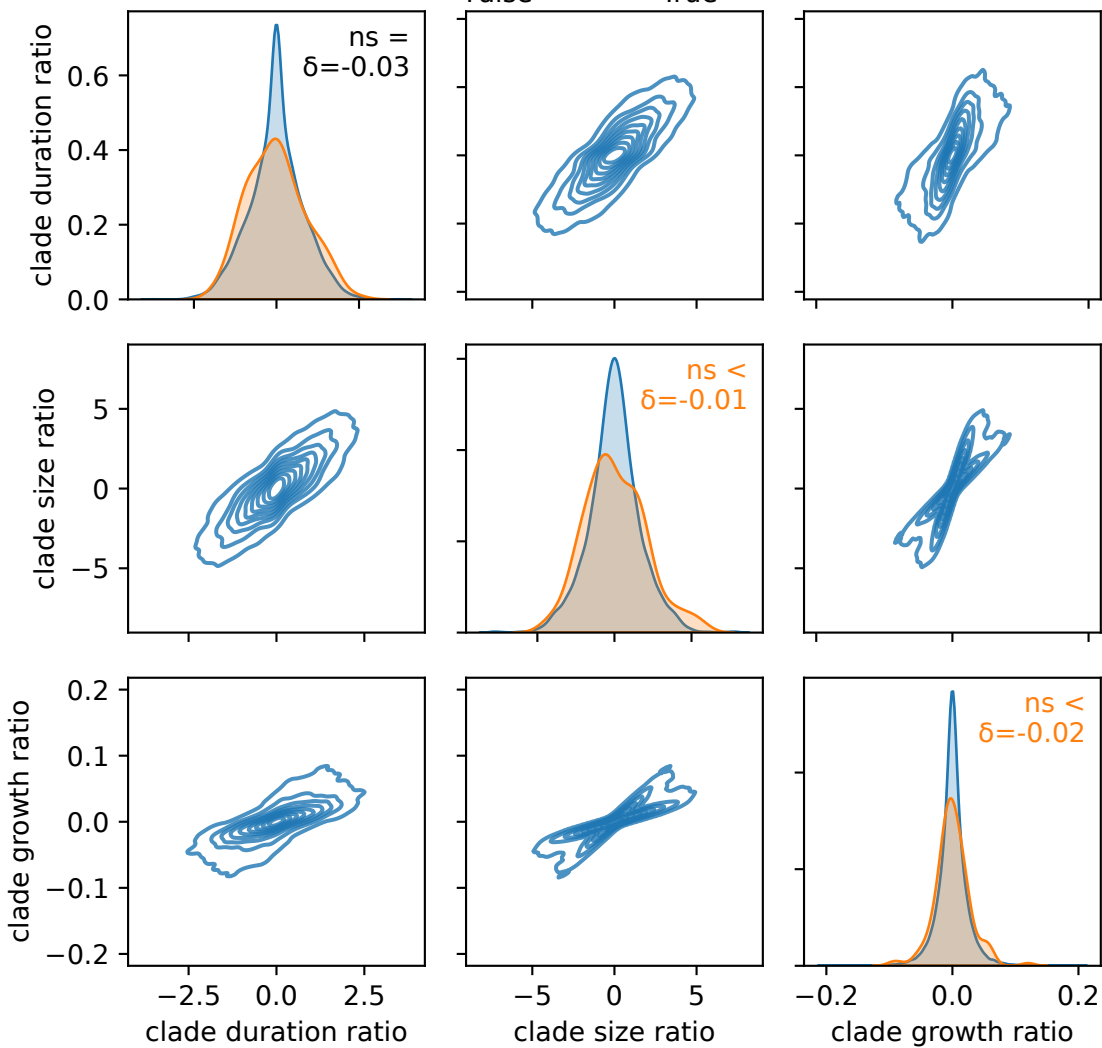 clade duration ratio
0.6
0.4
0.2
0.0
ns =
δ=-0.03
clade size ratio
5
0
−5
ns <
δ=-0.01
clade growth ratio
0.2
0.1
0.0
−0.1
−0.2
ns <
δ=-0.02
−2.5 0.0 2.5
clade duration ratio
−5 0 5
clade size ratio
−0.2 0.0 0.2
clade growth ratio